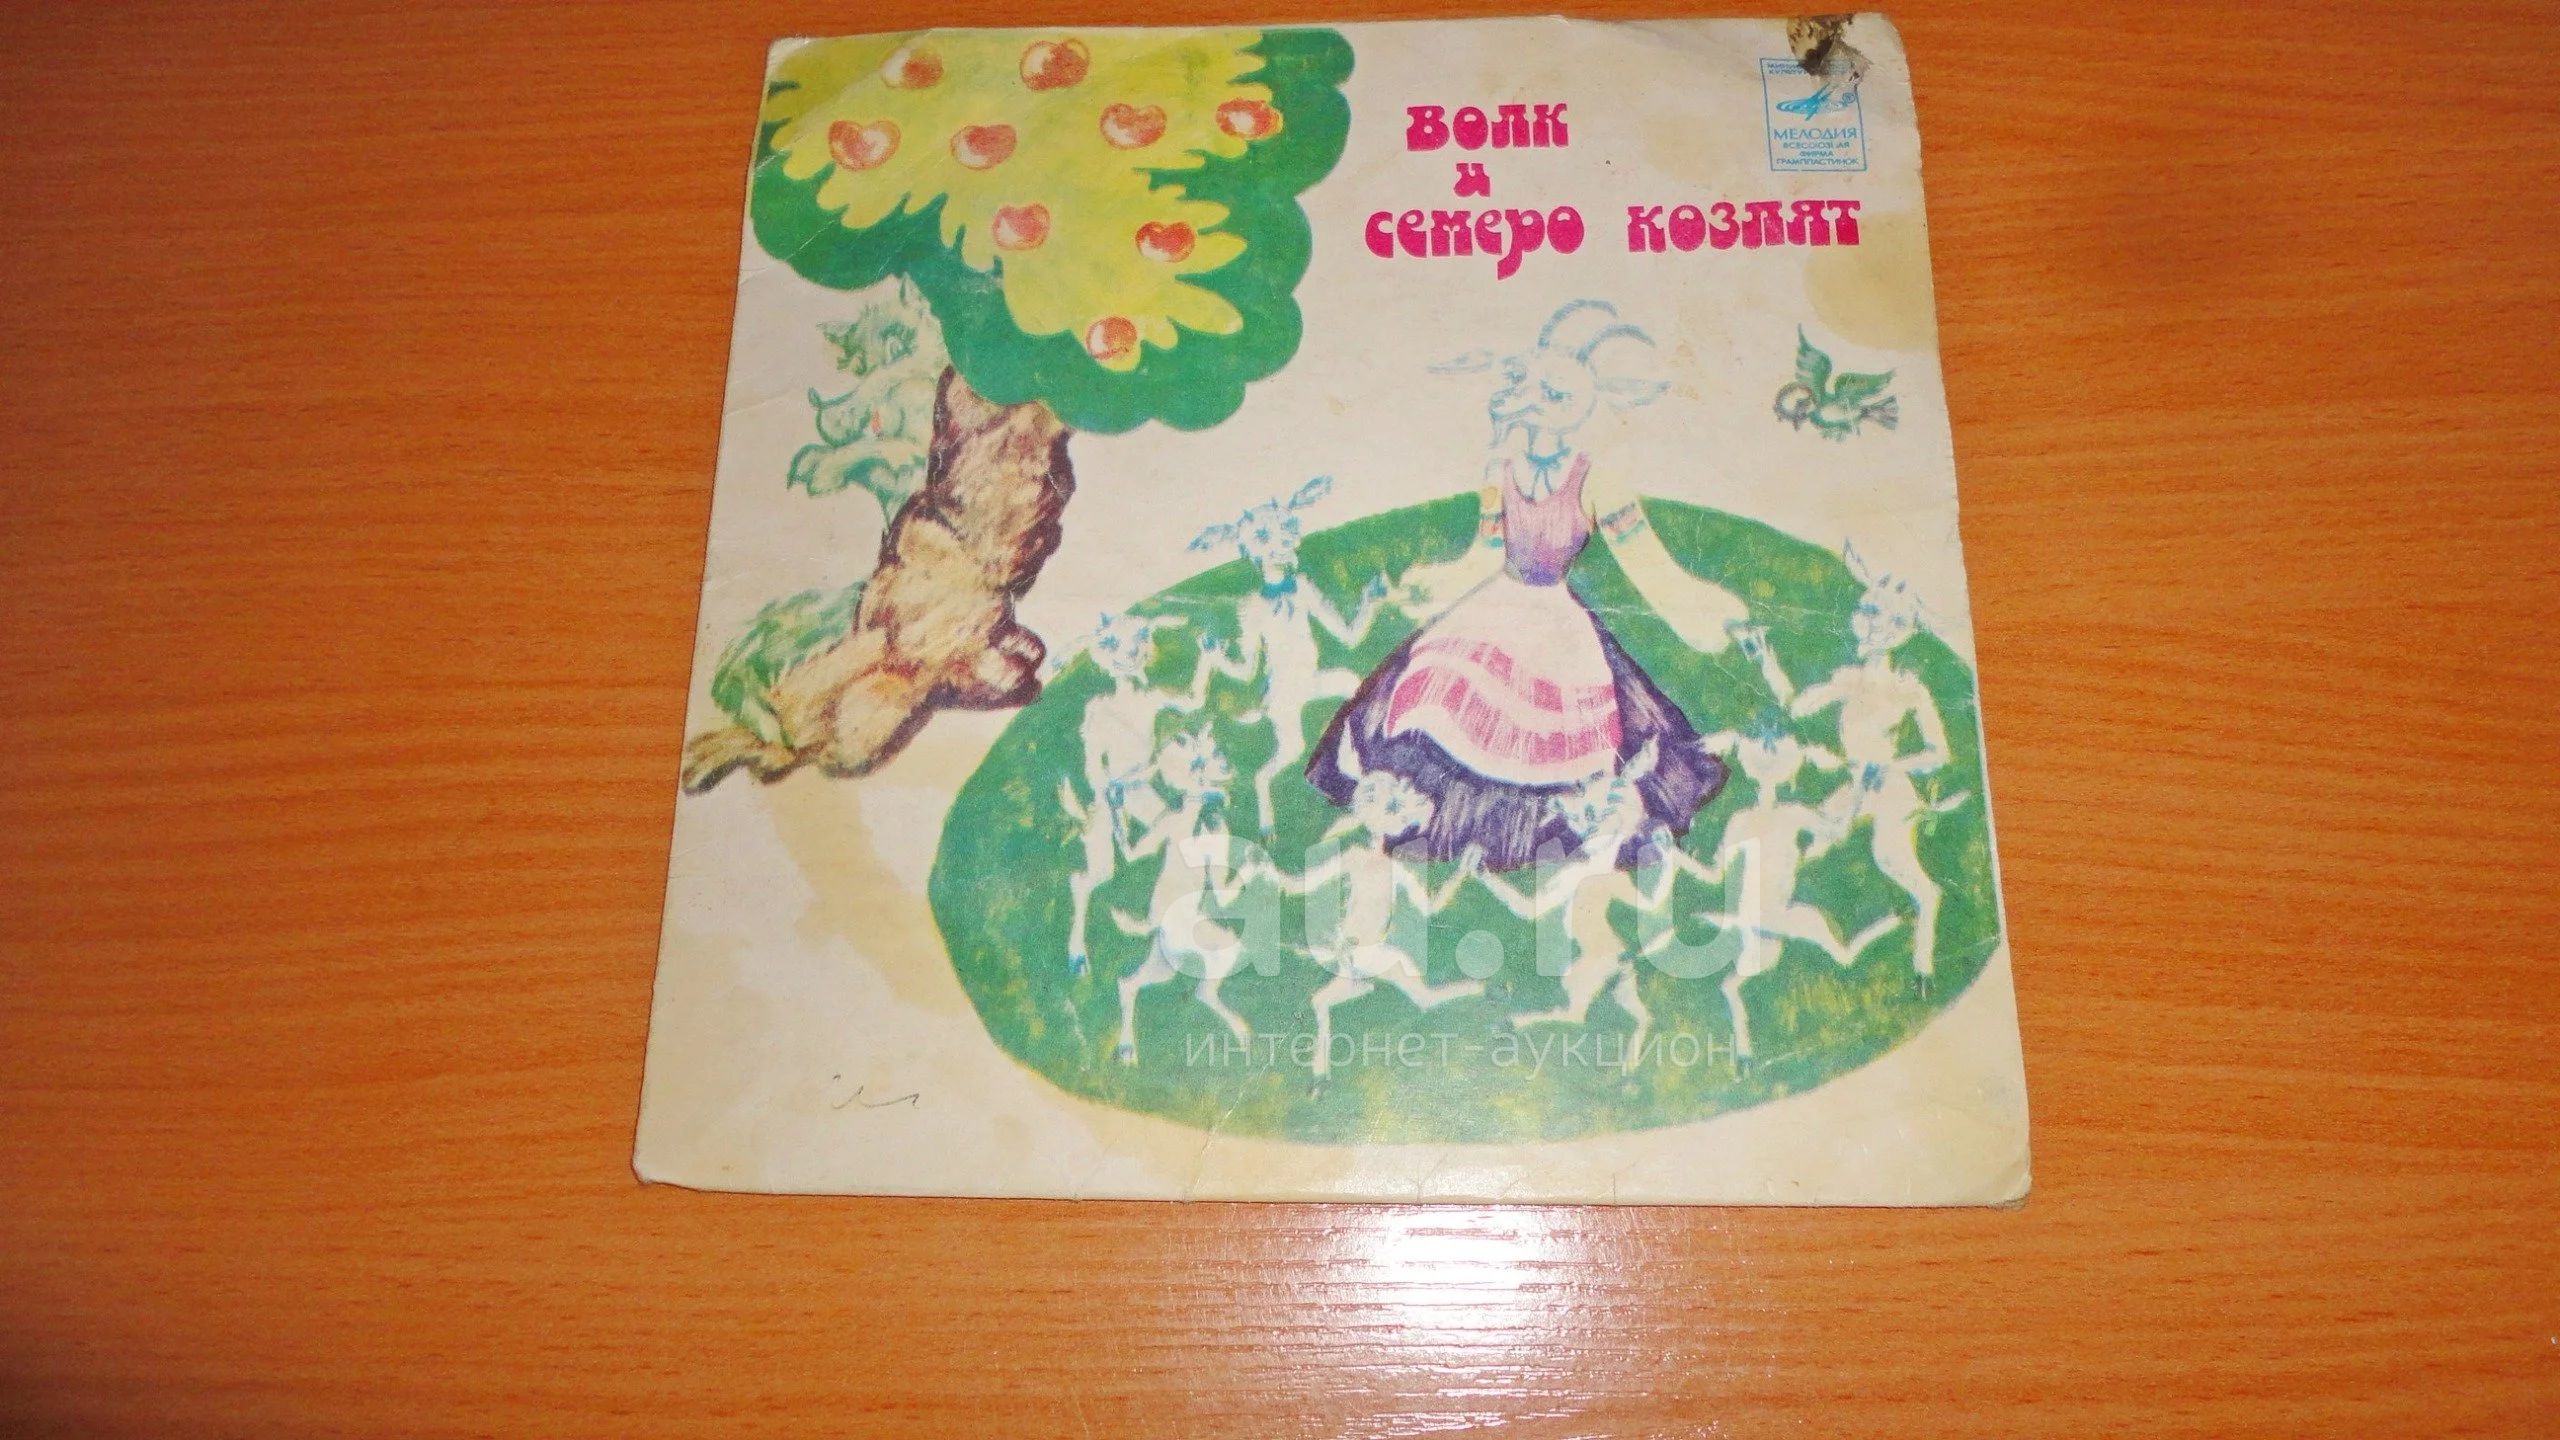 ВОЛК
и
семеро козлят
МЕЛОДИЯ
ВСЕСОЮЗНАЯ
ФИРМА
ГРАМПЛАСТИНОК
au.ru
интернет-аукцион